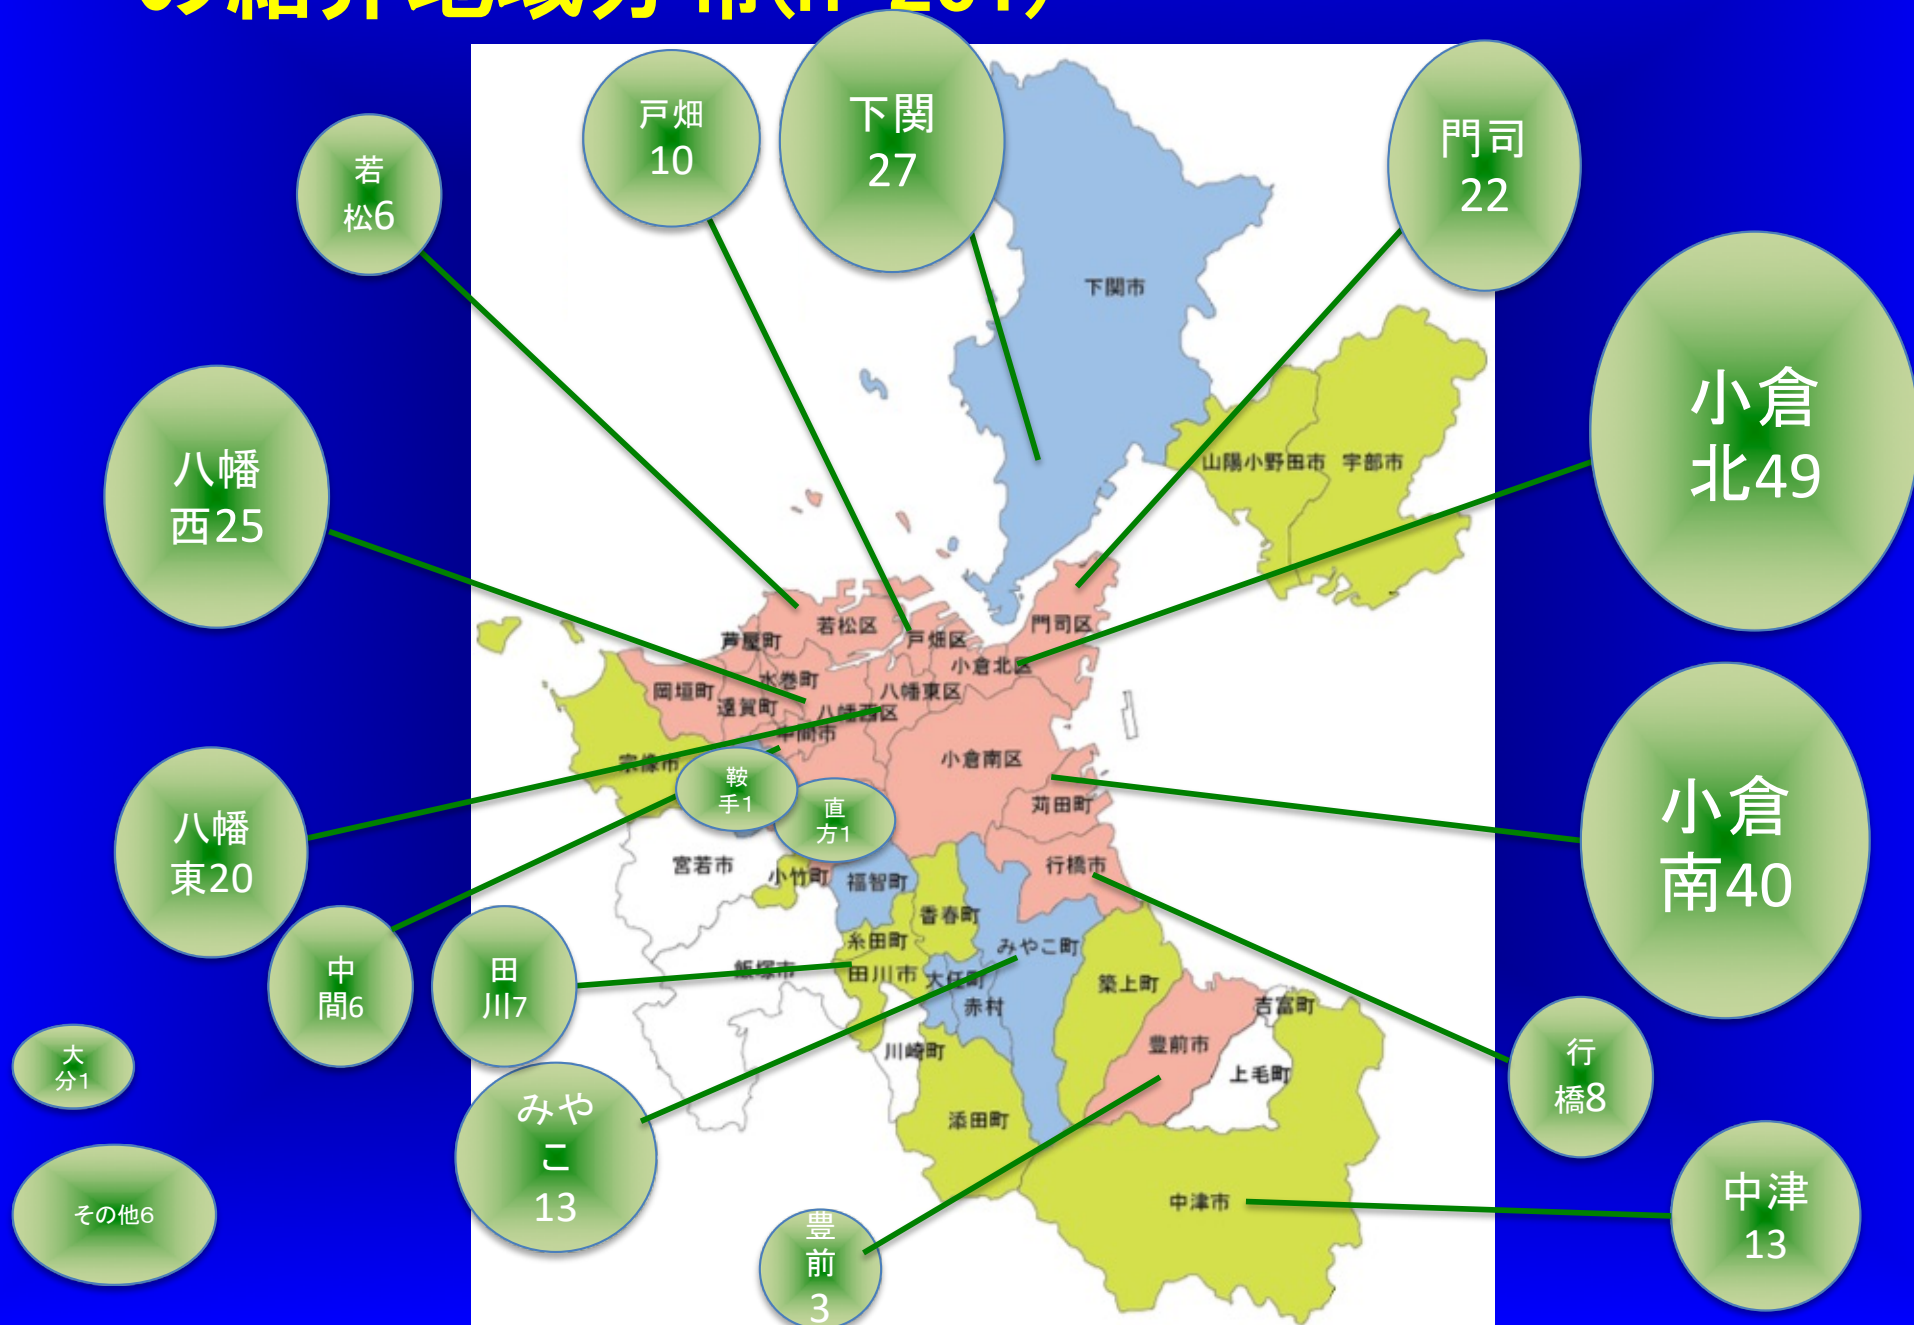 の紹介地域分布(n=261)
戸畑
10
下関
27
門司
22
若
松6
小倉
北49
八幡
西25
小倉
南40
八幡
東20
中
間6
田
川7
鞍
手1
直
方1
大
分1
その他6
みや
こ
13
豊
前
3
行
橋8
中津
13
下関市
山陽小野田市
宇部市
門司区
若松区
戸畑区
芦屋町
小倉北区
水巻町
岡垣町
八幡東区
遠賀町
八幡西区
中間市
宗像市
小倉南区
苅田町
宮若市
小竹町
福智町
行橋市
香春町
糸田町
みやこ町
飯塚市
田川市
大任町
築上町
赤村
吉富町
川崎町
豊前市
上毛町
添田町
中津市